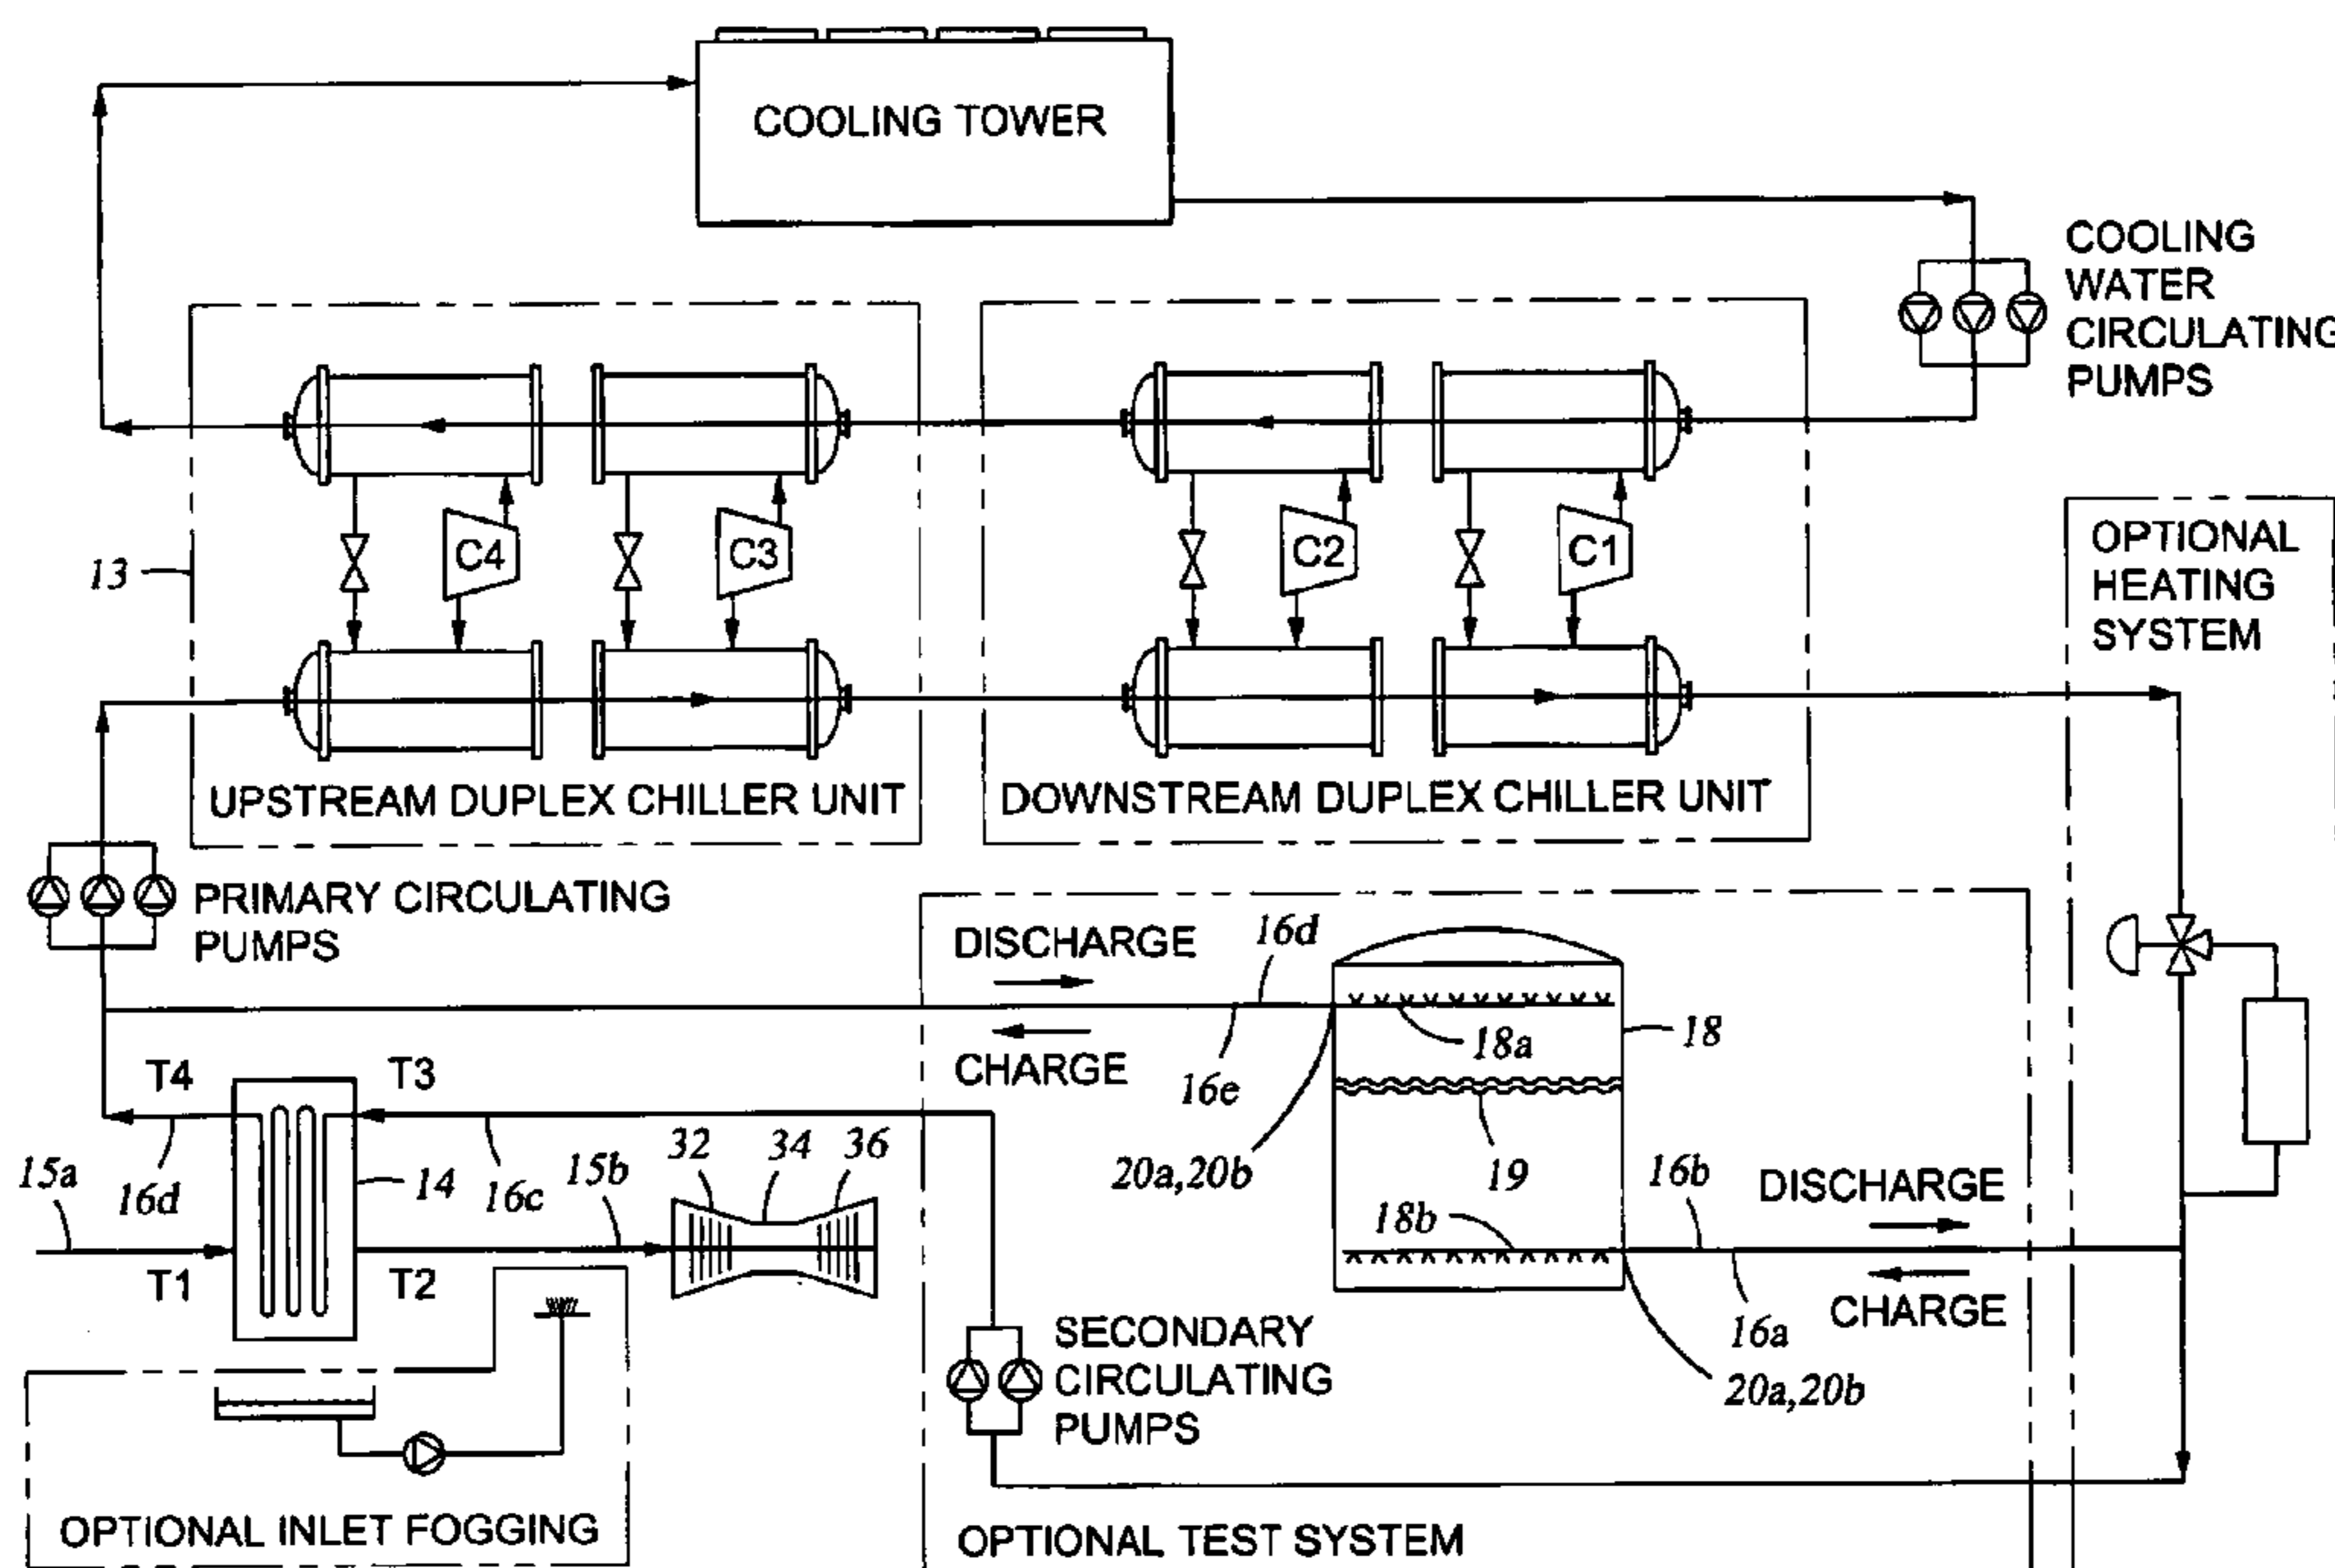 COOLING TOWER
COOLING
WATER
CIRCULATING
PUMPS
C4
C3
C2
C1
13
OPTIONAL
HEATING
SYSTEM
UPSTREAM DUPLEX CHILLER UNIT
DOWNSTREAM DUPLEX CHILLER UNIT
PRIMARY CIRCULATING
PUMPS
DISCHARGE
CHARGE
16d
16e
18a
18
19
20a,20b
T4
T3
16d
14
16c
15a
15b
32
34
36
T1
T2
18b
16b
DISCHARGE
CHARGE
16a
20a,20b
SECONDARY
CIRCULATING
PUMPS
OPTIONAL INLET FOGGING
OPTIONAL TEST SYSTEM